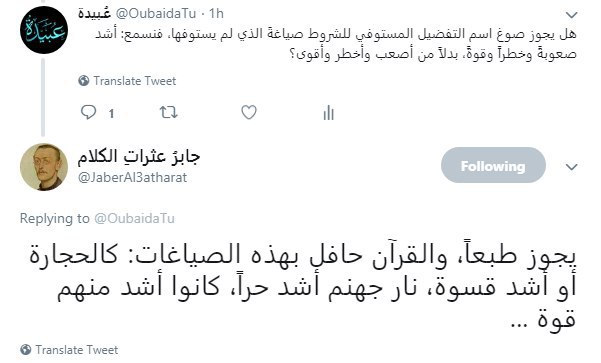 عُبيدة @OubaidaTu · 1h
هل يجوز صوغ اسم التفضيل المستوفي للشروط صياغةَ الذي لم يستوفها، فنسمع: أشد
صعوبةً وخطراً وقوةً، بدلاً من أصعب وأخطر وأقوى؟
Translate Tweet
1
عُبَيْدَة
جابرُ عثراتِ الكلام
@JaberAl3atharat
Following
Replying to @OubaidaTu
يجوز طبعاً، والقرآن حافل بهذه الصياغات: كالحجارة
أو أشد قسوة، نار جهنم أشد حراً، كانوا أشد منهم
قوة ...
Translate Tweet